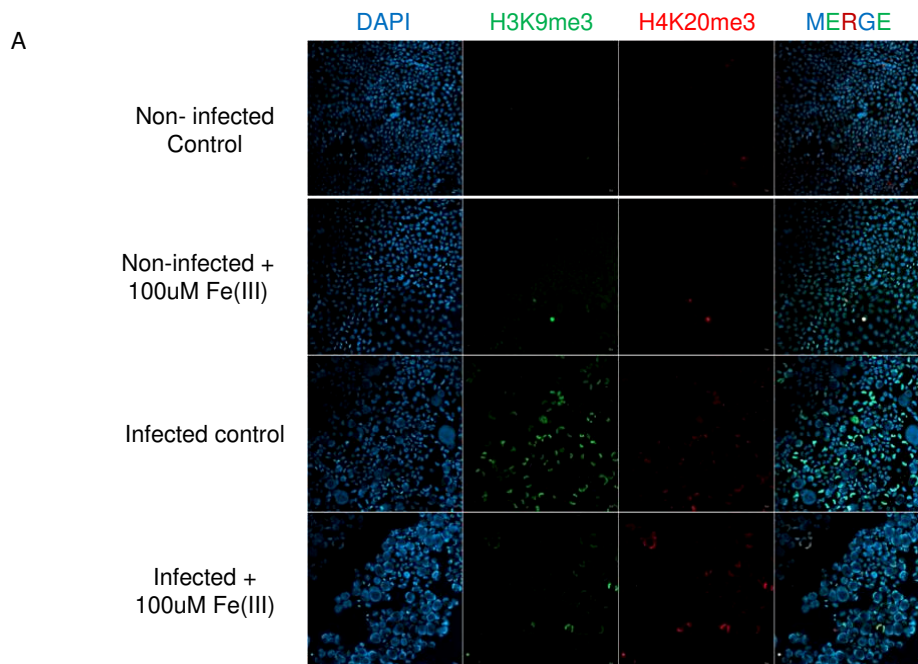 A
DAPI H3K9me3 H4K20me3 MERGE
Non- infected
Control
Non-infected +
100uM Fe(III)
Infected control
Infected +
100uM Fe(III)